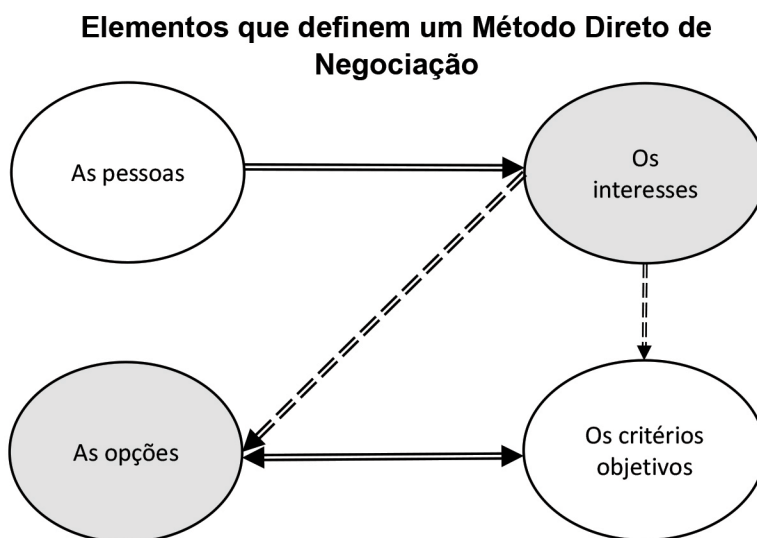 Elementos que definem um Método Direto de
Negociação
As pessoas
Os
interesses
As opções
Os critérios
objetivos